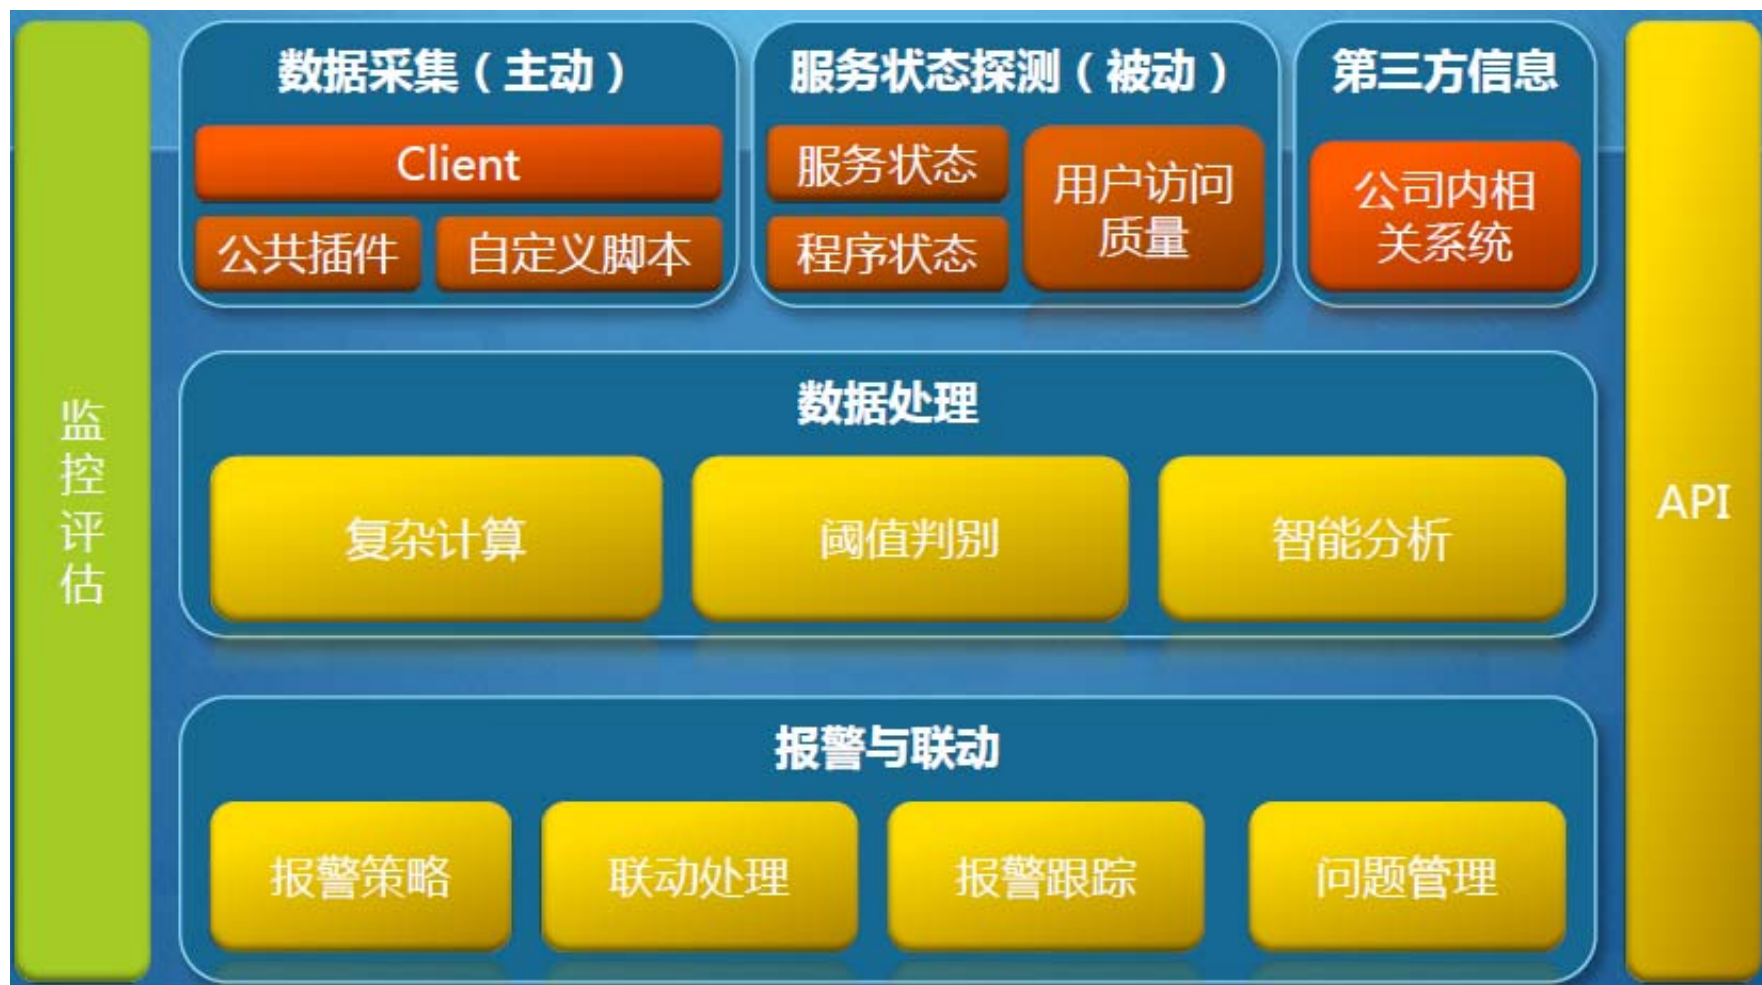 监
控
评
估
数据采集（主动）
Client
公共插件
自定义脚本
服务状态探测（被动）
服务状态
程序状态
用户访问
质量
第三方信息
公司内相
关系统
数据处理
复杂计算
阈值判别
智能分析
报警与联动
报警策略
联动处理
报警跟踪
问题管理
API